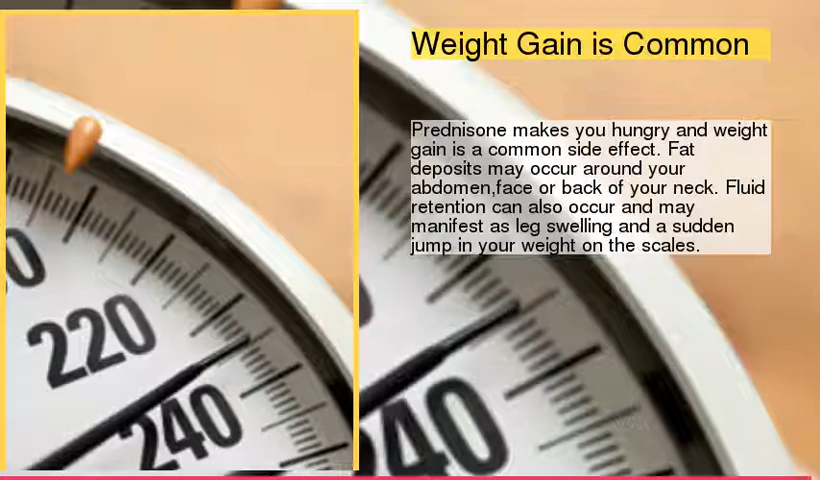 Weight Gain is Common
Prednisone makes you hungry and weight
gain is a common side effect. Fat
deposits may occur around your
abdomen,face or back of your neck. Fluid
retention can also occur and may
manifest as leg swelling and a sudden
jump in your weight on the scales.
220
240